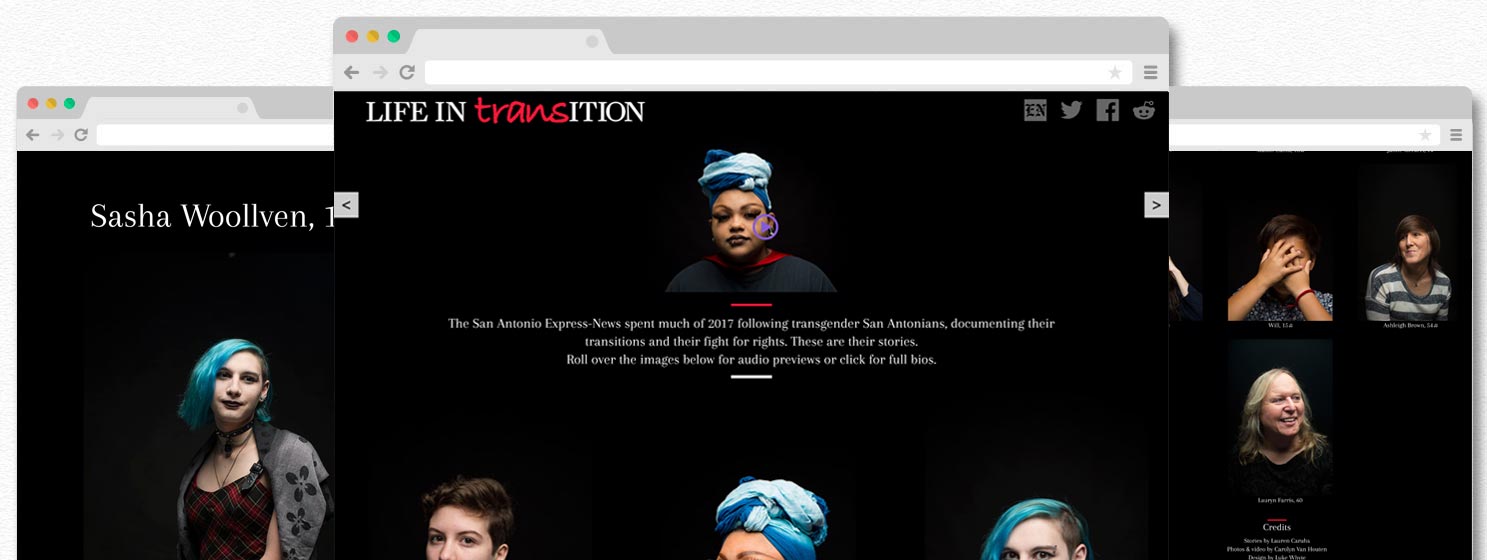 LIFE IN transITION
Sasha Woollven, 1
<
>
The San Antonio Express-News spent much of 2017 following transgender San Antonians, documenting their
transitions and their fight for rights. These are their stories.
Roll over the images below for audio previews or click for full bios.
Will, 15.#
Ashleigh Brown, 54.#
Lauryn Farris, 60
Credits
Stories by Lauren Caruba
Photos & video by Carolyn Van Houten
Design by Luke Whyte